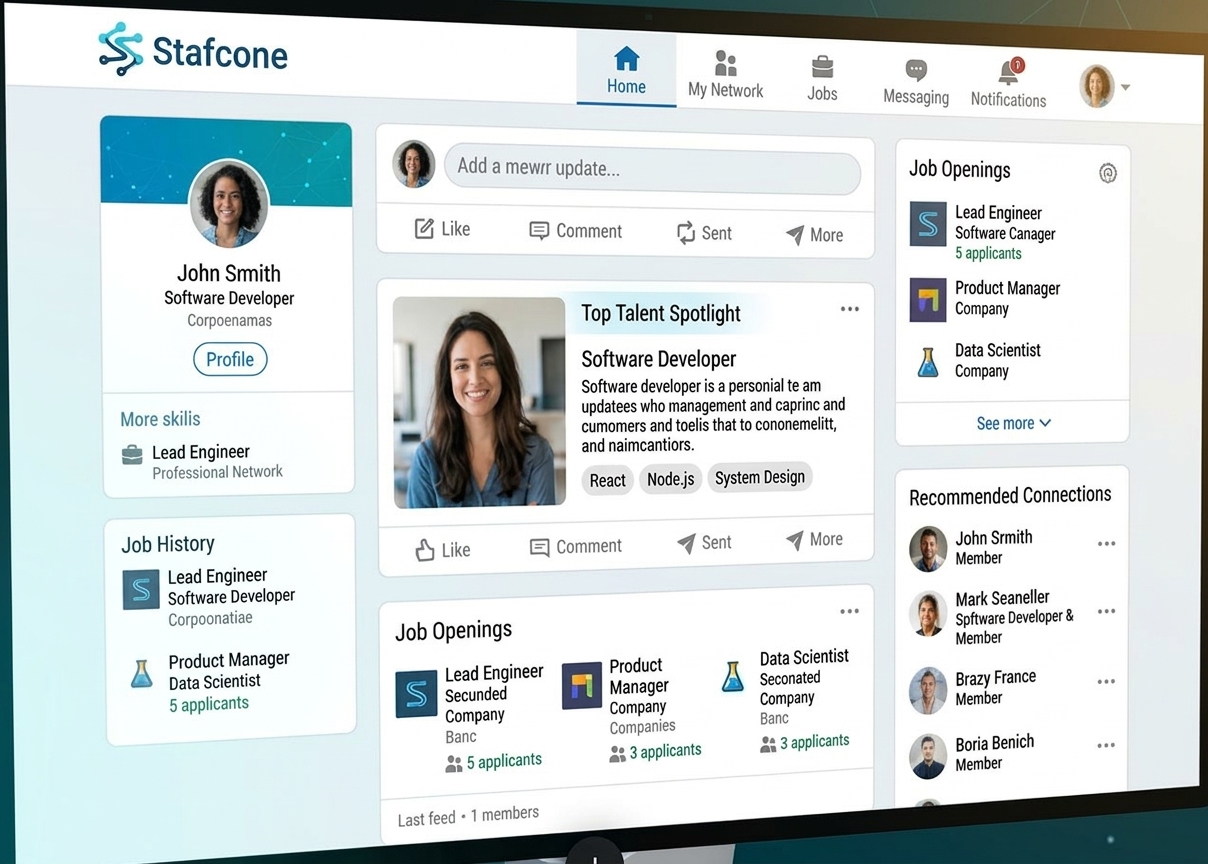 Stafcone
Home
My Network
Jobs
Messaging
Notifications
John Smith
Software Developer
Corpoenamas
Profile
More skilis
Lead Engineer
Professional Network
Job History
Lead Engineer
Software Developer
Corpoonatiae
Product Manager
Data Scientist
5 applicants
Add a mewrr update...
Like
Comment
Sent
More
Top Talent Spotlight
Software Developer
Software developer is a personial te am
updatees who management and caprinc and
cumomers and toelis that to cononemelitt,
and naimcantiors.
React
Node.js
System Design
Like
Comment
Sent
More
Job Openings
Lead Engineer
Secunded
Company
Banc
5 applicants
Product
Manager
Company
Companies
3 applicants
Data Scientist
Seconated
Company
Banc
3 applicants
Last feed • 1 members
Job Openings
Lead Engineer
Software Canager
5 applicants
Product Manager
Company
Data Scientist
Company
See more
Recommended Connections
John Srmith
Member
Mark Seaneller
Spftware Developer &
Member
Brazy France
Member
Boria Benich
Member